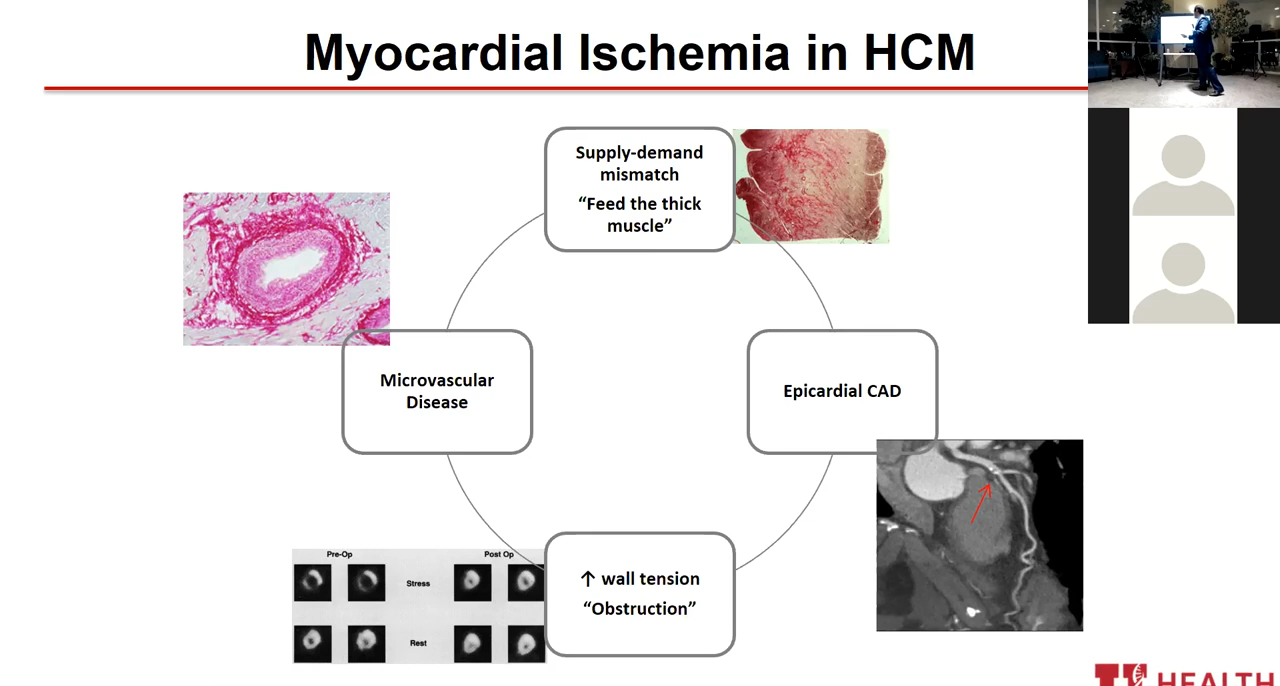 Myocardial Ischemia in HCM
Supply-demand
mismatch
“Feed the thick
muscle”
Microvascular
Disease
Epicardial CAD
↑ wall tension
“Obstruction”
Pre-Op
Post Op
Stress
Rest
HEALTH